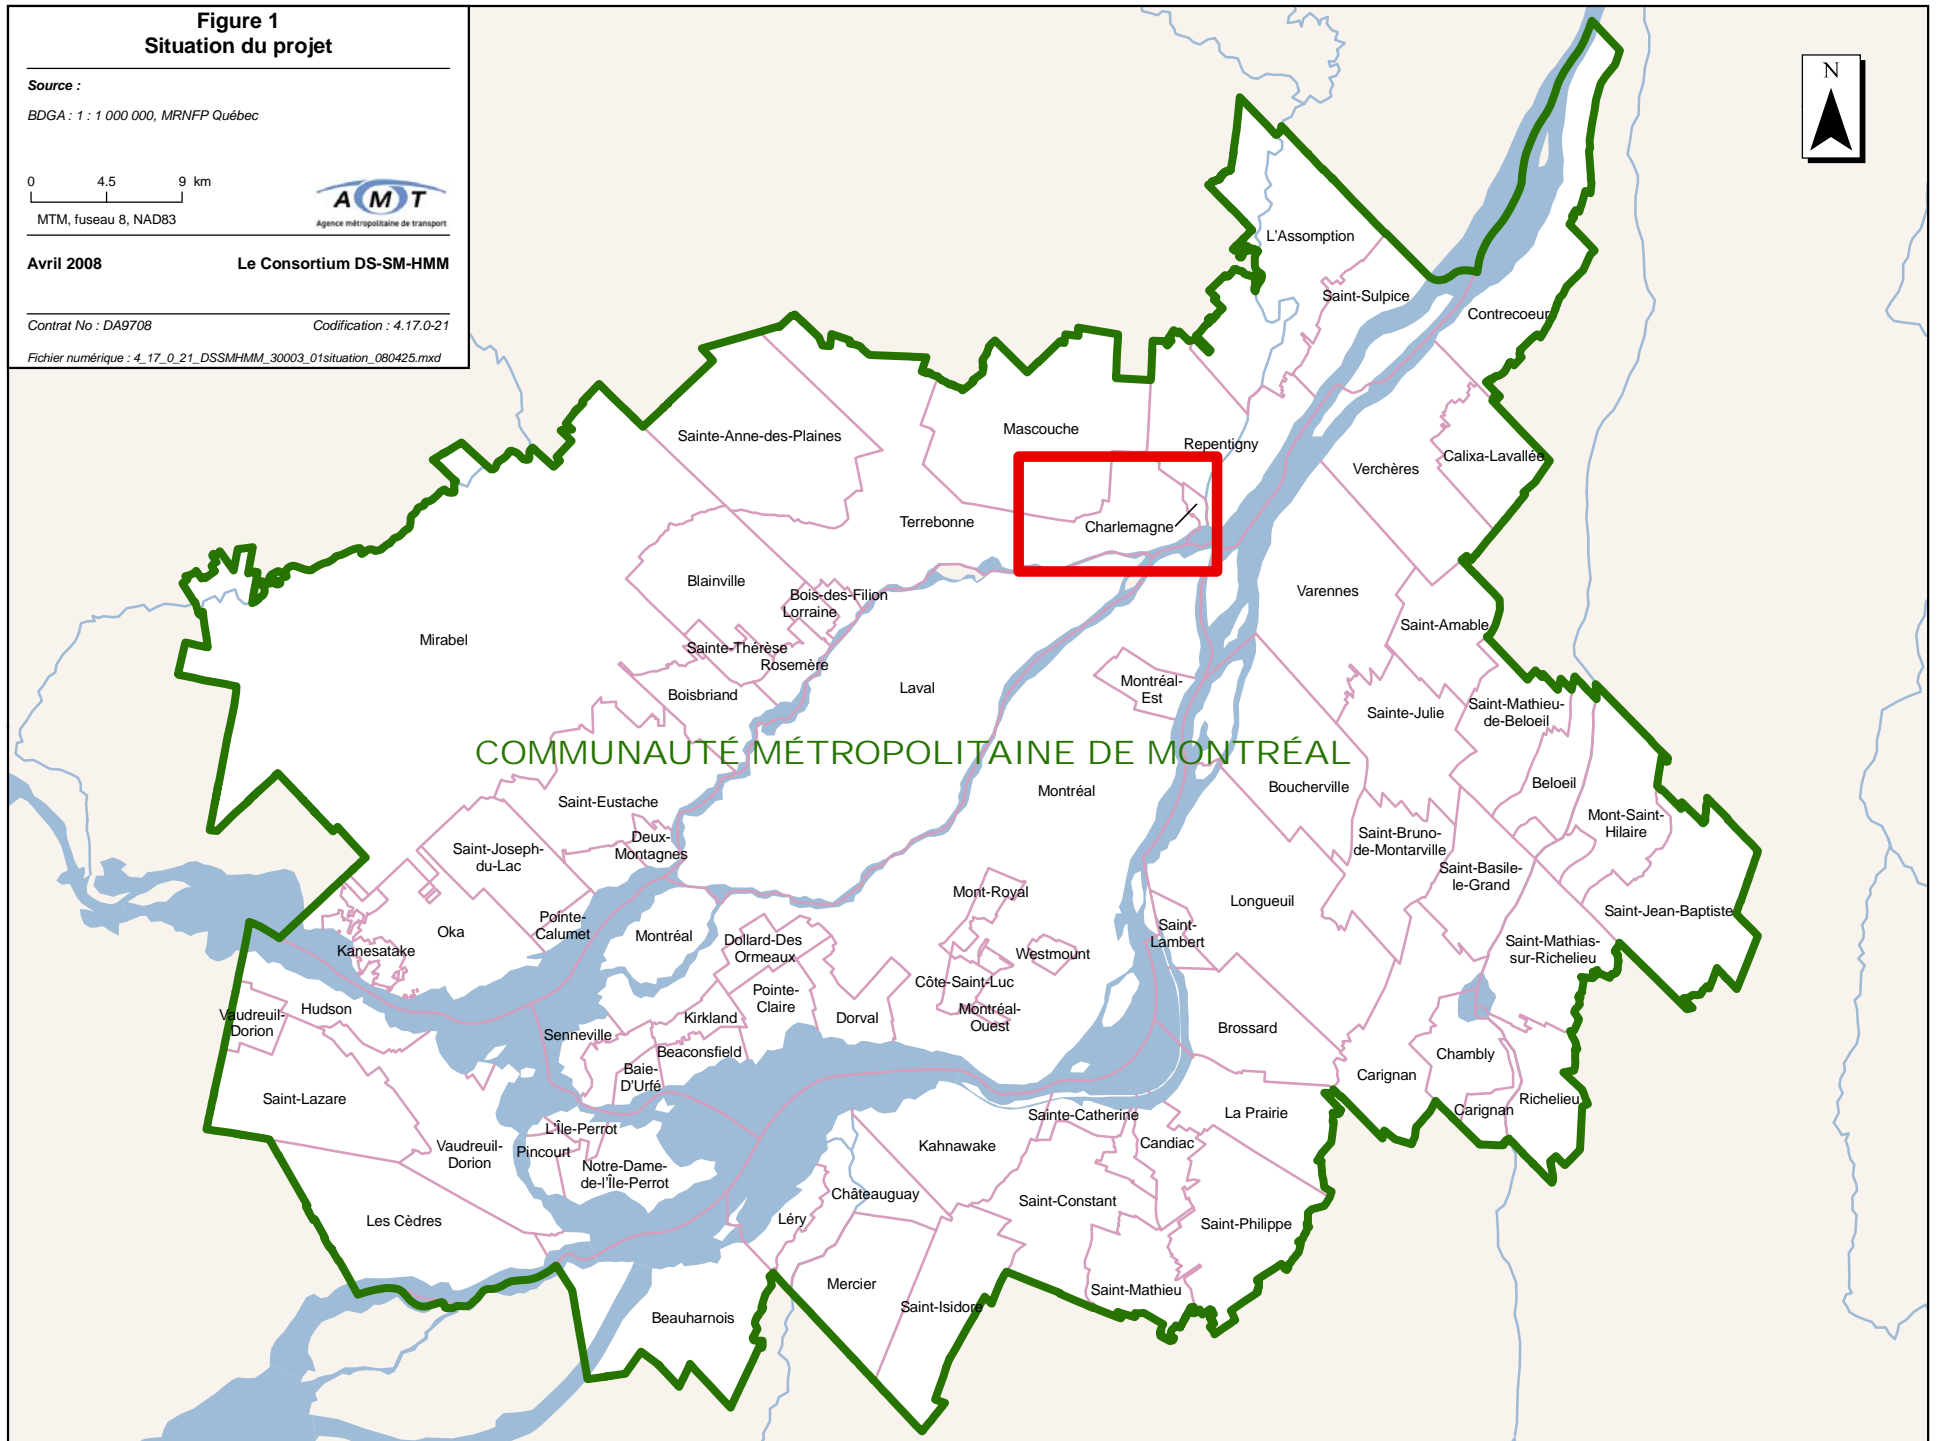 Figure 1
Situation du projet
Source :
BDGA : 1 : 1 000 000, MRNFP Québec
0 4.5 9 km
MTM, fuseau 8, NAD83
AMT
Agence métropolitaine de transport
Avril 2008 Le Consortium DS-SM-HMM
Contrat No : DA9708 Codification : 4.17.0-21
Fichier numérique : 4_17_0_21_DSSMHMM_30003_01situation_080425.mxd
N
L'Assomption
Saint-Sulpice
Contrecoeur
Sainte-Anne-des-Plaines
Mascouche
Repentigny
Verchères
Calixa-Lavallée
Terrebonne
Charlemagne
Blainville
Bois-des-Filion
Lorraine
Varennes
Saint-Amable
Mirabel
Sainte-Thérèse
Rosemère
Boisbriand
Laval
Montréal-
Est
Sainte-Julie
Saint-Mathieu-
de-Beloeil
COMMUNAUTÉ MÉTROPOLITAINE DE MONTRÉAL
Saint-Eustache
Montréal
Boucherville
Beloeil
Mont-Saint-
Hilaire
Deux-
Montagnes
Saint-Joseph-
du-Lac
Saint-Bruno-
de-Montarville
Saint-Basile-
le-Grand
Mont-Royal
Longueuil
Saint-Jean-Baptiste
Pointe-
Calumet
Oka
Montréal
Dollard-Des
Ormeaux
Saint-
Lambert
Saint-Mathias-
sur-Richelieu
Kanesatake
Westmount
Côte-Saint-Luc
Pointe-
Claire
Hudson
Vaudreuil-
Dorion
Kirkland
Dorval
Montréal-
Ouest
Senneville
Brossard
Beaconsfield
Chambly
Baie-
D'Urfé
Carignan
Saint-Lazare
Richelieu
Carignan
L'Île-Perrot
Sainte-Catherine
La Prairie
Vaudreuil-
Dorion
Pincourt
Kahnawake
Candiac
Notre-Dame-
de-l'Île-Perrot
Châteauguay
Saint-Constant
Les Cèdres
Léry
Saint-Philippe
Mercier
Saint-Mathieu
Saint-Isidore
Beauharnois